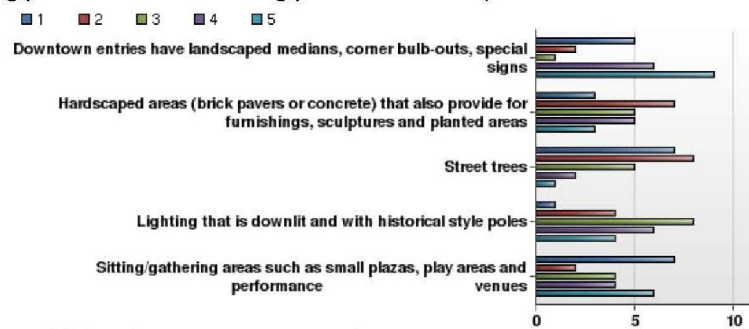 1 2 3 4 5
Downtown entries have landscaped medians, corner bulb-outs, special
signs
Hardscaped areas (brick pavers or concrete) that also provide for
furnishings, sculptures and planted areas
Street trees
Lighting that is downlit and with historical style poles
Sitting/gathering areas such as small plazas, play areas and
performance venues
0 5 10